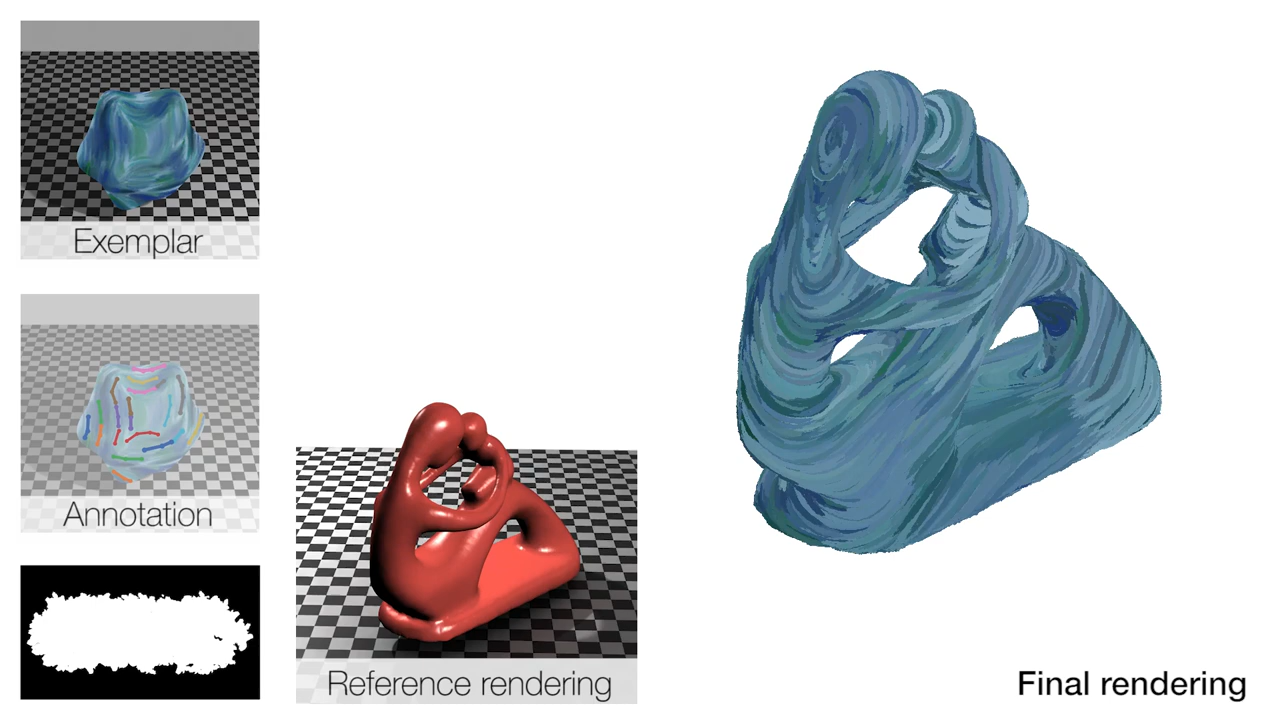 Exemplar
Annotation
Reference rendering
Final rendering